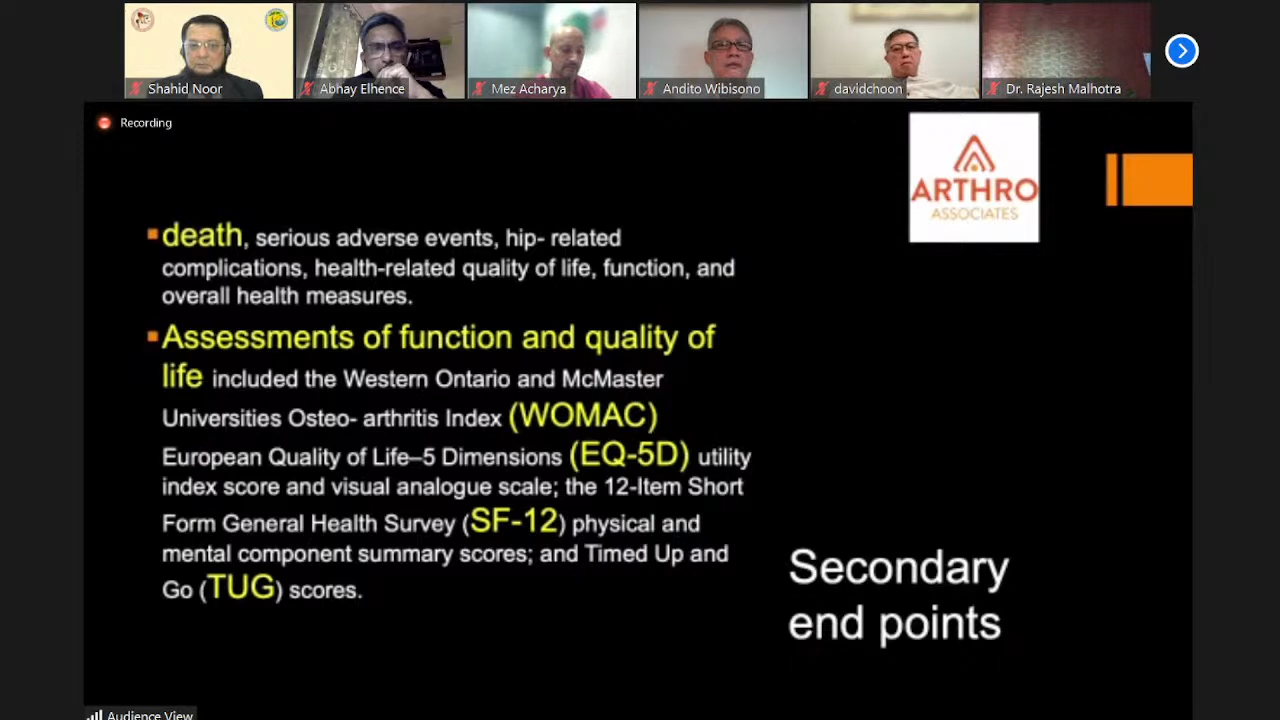 Shahid Noor
Abhay Elhence
Mez Acharya
Andito Wibisono
davidchoon
Dr. Rajesh Malhotra
Recording
ARTHRO
ASSOCIATES
death, serious adverse events, hip- related
complications, health-related quality of life, function, and
overall health measures.
Assessments of function and quality of
life included the Western Ontario and McMaster
Universities Osteo- arthritis Index (WOMAC)
European Quality of Life–5 Dimensions (EQ-5D) utility
index score and visual analogue scale; the 12-Item Short
Form General Health Survey (SF-12) physical and
mental component summary scores; and Timed Up and
Go (TUG) scores.
Secondary
end points
Audience View